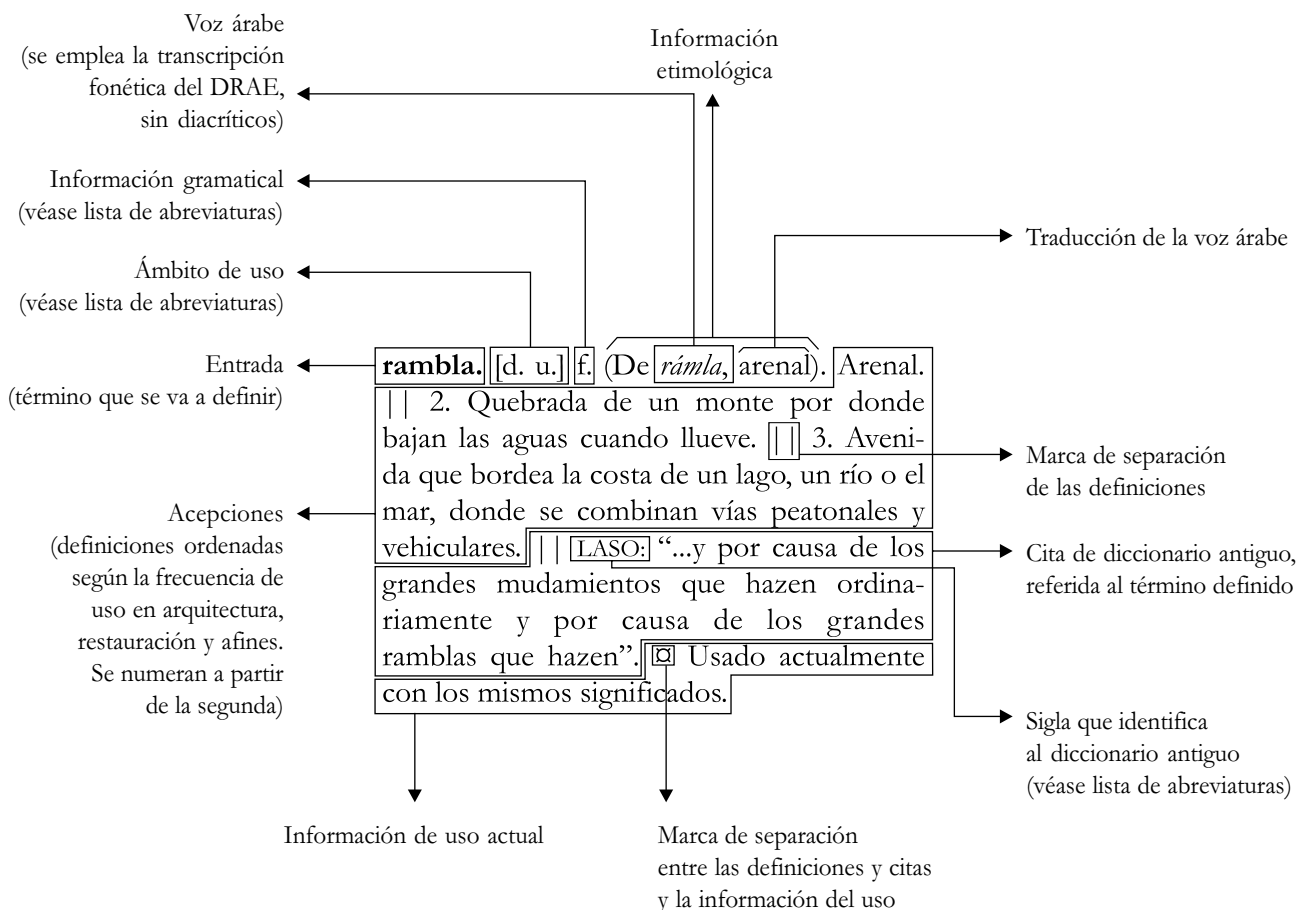 Voz árabe
(se emplea la transcripción
fonética del DRAE,
sin diacríticos)
Información
etimológica
Información gramatical
(véase lista de abreviaturas)
Traducción de la voz árabe
Ámbito de uso
(véase lista de abreviaturas)
Entrada
(término que se va a definir)
rambla. [d. u.] f. (De rámla, arenal). Arenal.
|| 2. Quebrada de un monte por donde
bajan las aguas cuando llueve. || 3. Aveni-
da que bordea la costa de un lago, un río o el
mar, donde se combinan vías peatonales y
vehiculares. || LASO: “...y por causa de los
grandes mudamientos que hazen ordina-
riamente y por causa de los grandes
ramblas que hazen”. ¤ Usado actualmente
con los mismos significados.
Marca de separación
de las definiciones
Acepciones
(definiciones ordenadas
según la frecuencia de
uso en arquitectura,
restauración y afines.
Se numeran a partir
de la segunda)
Cita de diccionario antiguo,
referida al término definido
Sigla que identifica
al diccionario antiguo
(véase lista de abreviaturas)
Información de uso actual
Marca de separación
entre las definiciones y citas
y la información del uso